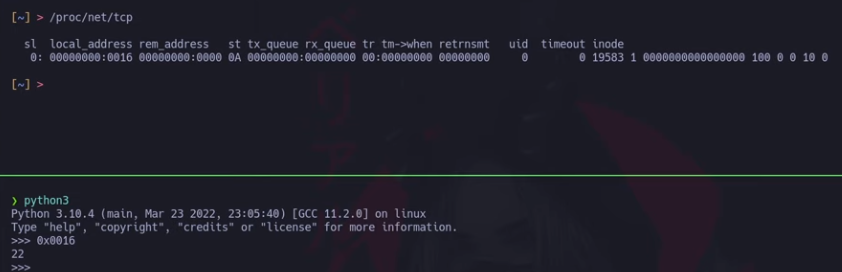 [~] > /proc/net/tcp
sl local_address rem_address st tx_queue rx_queue tr tm->when retrnsmt uid timeout inode
0: 00000000:0016 00000000:0000 0A 00000000:00000000 00:00000000 00000000 0 0 19583 1 0000000000000000 100 0 0 10 0
[~] >
❯ python3
Python 3.10.4 (main, Mar 23 2022, 23:05:40) [GCC 11.2.0] on linux
Type "help", "copyright", "credits" or "license" for more information.
>>> 0x0016
22
>>>